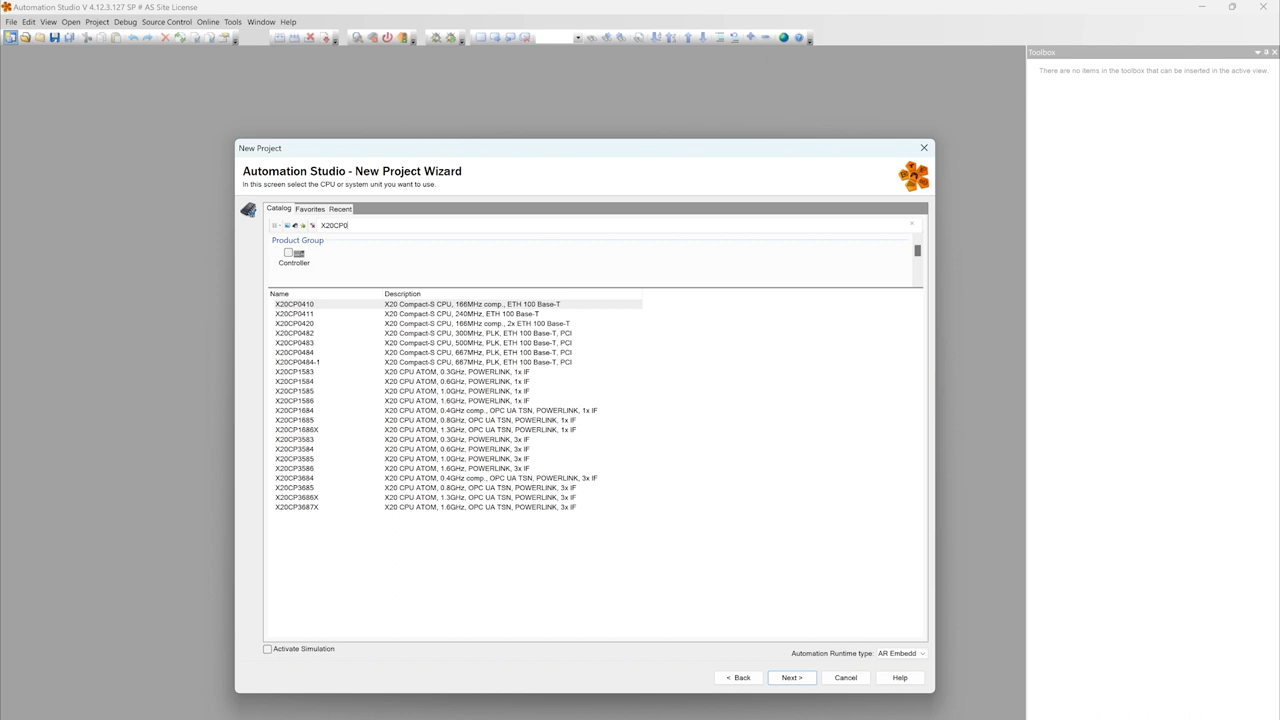 Automation Studio V 4.12.3.127 SP # AS Site License
File Edit View Open Project Debug Source Control Online Tools Window Help
Toolbox
There are no items in the toolbox that can be inserted in the active view.
New Project
Automation Studio - New Project Wizard
In this screen select the CPU or system unit you want to use.
Catalog Favorites Recent
X20CP0
Product Group
Controller
Name Description
X20CP0410 X20 Compact-S CPU, 166MHz comp., ETH 100 Base-T
X20CP0411 X20 Compact-S CPU, 240MHz, ETH 100 Base-T
X20CP0420 X20 Compact-S CPU, 166MHz comp., 2x ETH 100 Base-T
X20CP0482 X20 Compact-S CPU, 300MHz, PLK, ETH 100 Base-T, PCI
X20CP0483 X20 Compact-S CPU, 500MHz, PLK, ETH 100 Base-T, PCI
X20CP0484 X20 Compact-S CPU, 667MHz, PLK, ETH 100 Base-T, PCI
X20CP0484-1 X20 Compact-S CPU, 667MHz, PLK, ETH 100 Base-T, PCI
X20CP1583 X20 CPU ATOM, 0.3GHz, POWERLINK, 1x IF
X20CP1584 X20 CPU ATOM, 0.6GHz, POWERLINK, 1x IF
X20CP1585 X20 CPU ATOM, 1.0GHz, POWERLINK, 1x IF
X20CP1586 X20 CPU ATOM, 1.6GHz, POWERLINK, 1x IF
X20CP1684 X20 CPU ATOM, 0.4GHz comp., OPC UA TSN, POWERLINK, 1x IF
X20CP1685 X20 CPU ATOM, 0.8GHz, OPC UA TSN, POWERLINK, 1x IF
X20CP1686X X20 CPU ATOM, 1.3GHz, OPC UA TSN, POWERLINK, 1x IF
X20CP3583 X20 CPU ATOM, 0.3GHz, POWERLINK, 3x IF
X20CP3584 X20 CPU ATOM, 0.6GHz, POWERLINK, 3x IF
X20CP3585 X20 CPU ATOM, 1.0GHz, POWERLINK, 3x IF
X20CP3586 X20 CPU ATOM, 1.6GHz, POWERLINK, 3x IF
X20CP3684 X20 CPU ATOM, 0.4GHz comp., OPC UA TSN, POWERLINK, 3x IF
X20CP3685 X20 CPU ATOM, 0.8GHz, OPC UA TSN, POWERLINK, 3x IF
X20CP3686X X20 CPU ATOM, 1.3GHz, OPC UA TSN, POWERLINK, 3x IF
X20CP3687X X20 CPU ATOM, 1.6GHz, OPC UA TSN, POWERLINK, 3x IF
Activate Simulation
Automation Runtime type: AR Embedd
< Back Next > Cancel Help